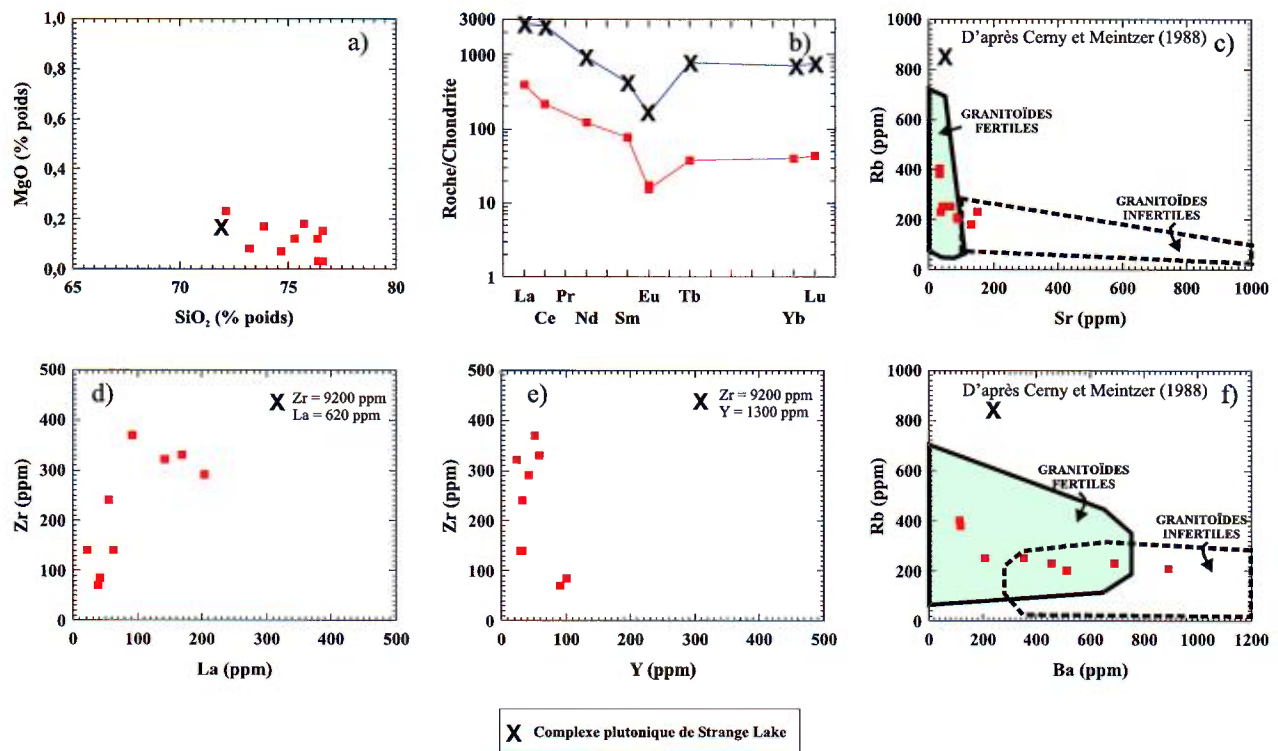 a)
MgO (% poids)
1,0
0,8
0,6
0,4
0,2
0,0
65
70
75
80
SiO₂ (% poids)
b)
Roche/Chondrite
3000
1000
100
10
1
La
Pr
Eu
Tb
Lu
Ce
Nd
Sm
Yb
D'après Cerny et Meintzer (1988)
c)
Rb (ppm)
1000
800
600
400
200
0
GRANITOÏDES
FERTILES
GRANITOÏDES
INFERTILES
0
200
400
600
800
1000
Sr (ppm)
d)
Zr (ppm)
500
400
300
200
100
0
X Zr = 9200 ppm
La = 620 ppm
0
100
200
300
400
500
La (ppm)
e)
Zr (ppm)
500
400
300
200
100
0
X Zr = 9200 ppm
Y = 1300 ppm
0
100
200
300
400
500
Y (ppm)
D'après Cerny et Meintzer (1988)
f)
Rb (ppm)
1000
800
600
400
200
0
GRANITOÏDES
FERTILES
GRANITOÏDES
INFERTILES
0
200
400
600
800
1000
1200
Ba (ppm)
X Complexe plutonique de Strange Lake